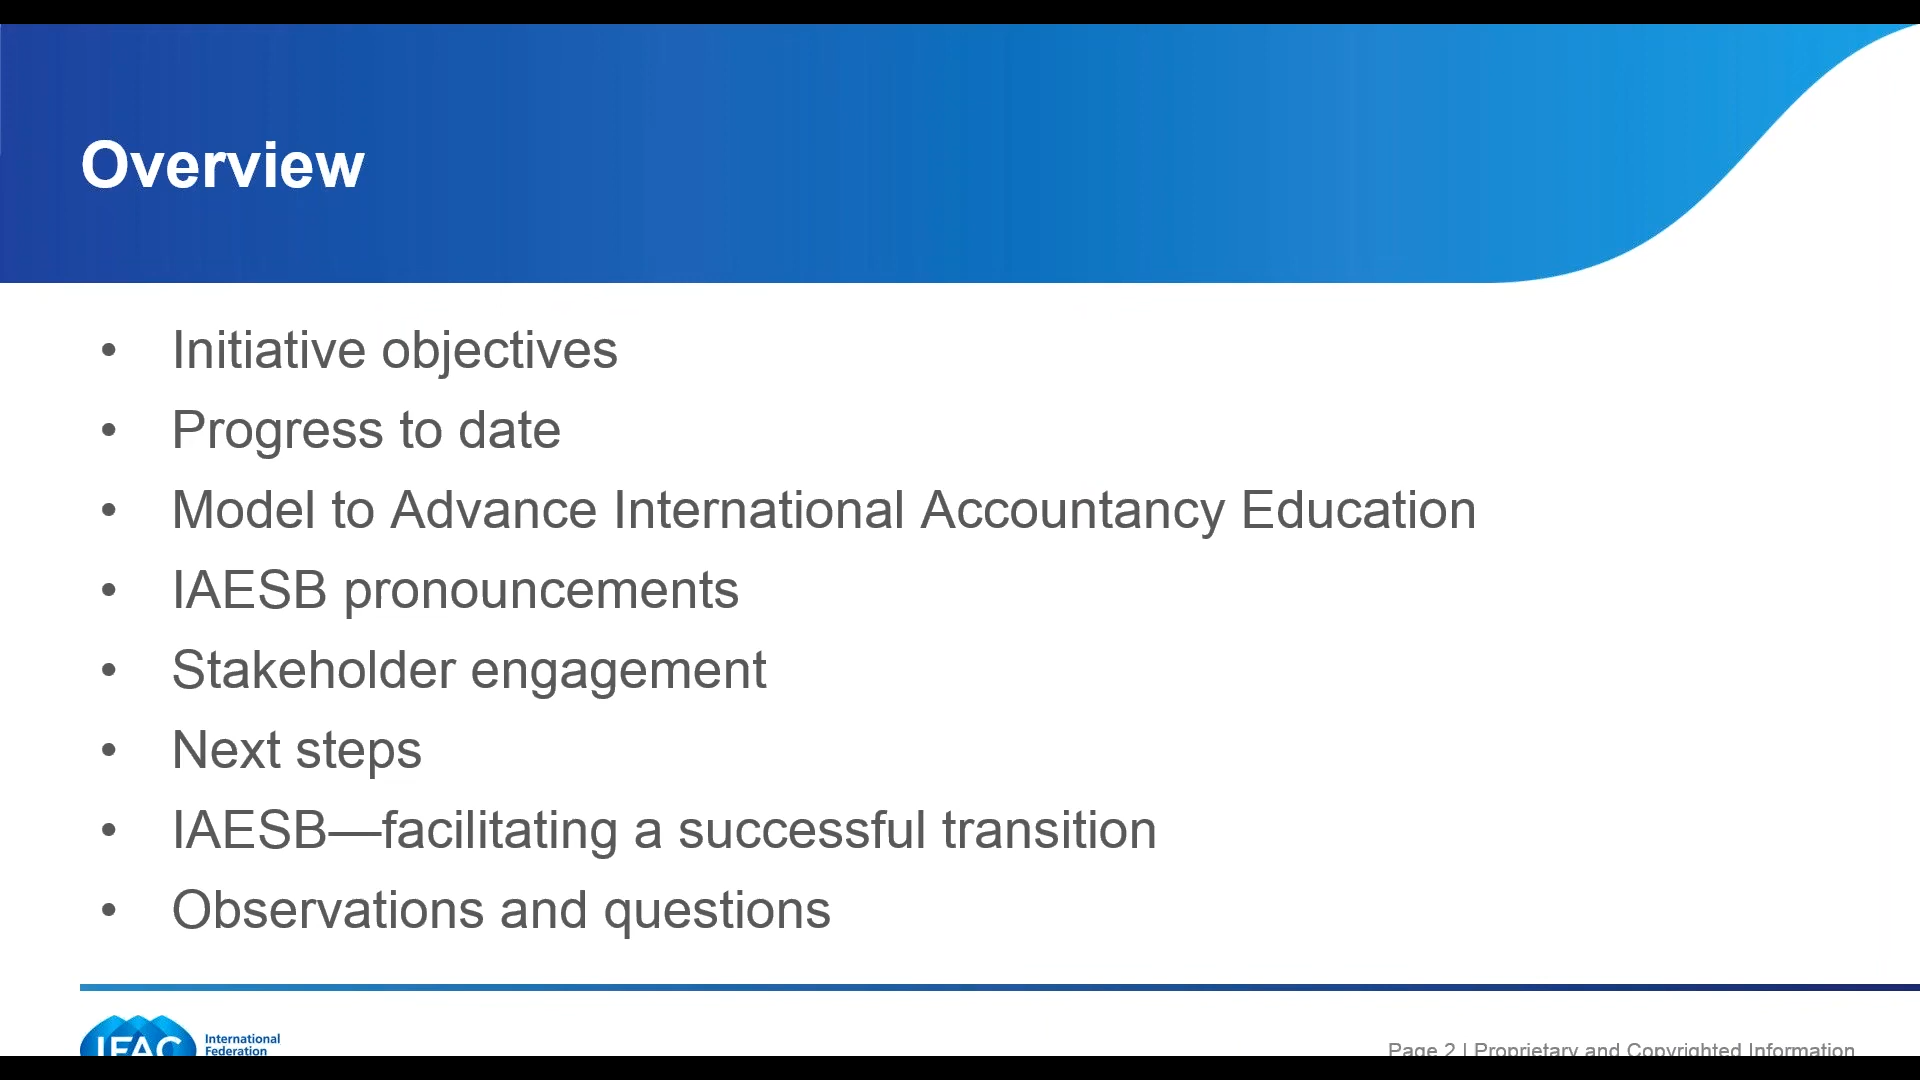 Overview
• Initiative objectives
• Progress to date
• Model to Advance International Accountancy Education
• IAESB pronouncements
• Stakeholder engagement
• Next steps
• IAESB—facilitating a successful transition
• Observations and questions
IFAC
International
Federation
Page 2 | Proprietary and Copyrighted Information